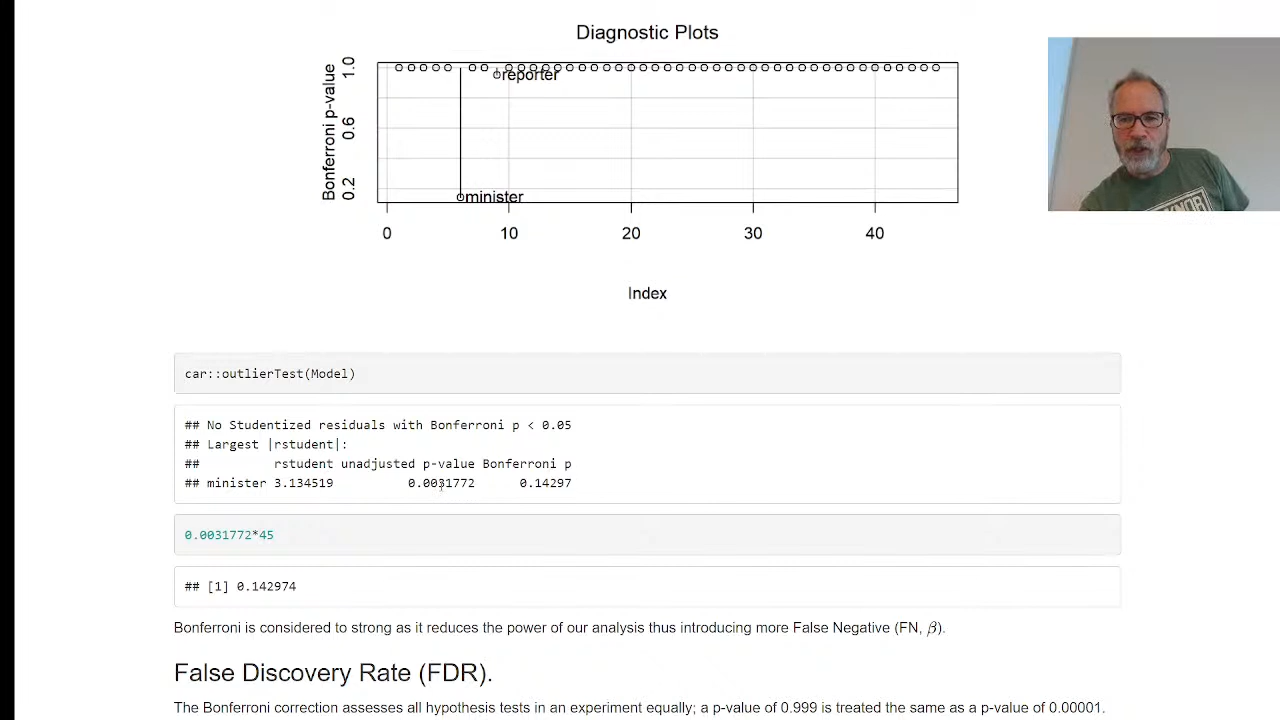 Diagnostic Plots
Bonferroni p-value
1.0
0.6
0.2
reporter
minister
0 10 20 30 40
Index
car::outlierTest(Model)
## No Studentized residuals with Bonferroni p < 0.05
## Largest |rstudent|:
## rstudent unadjusted p-value Bonferroni p
## minister 3.134519 0.0031772 0.14297
0.0031772*45
## [1] 0.142974
Bonferroni is considered to strong as it reduces the power of our analysis thus introducing more False Negative (FN, β).
False Discovery Rate (FDR).
The Bonferroni correction assesses all hypothesis tests in an experiment equally; a p-value of 0.999 is treated the same as a p-value of 0.00001.